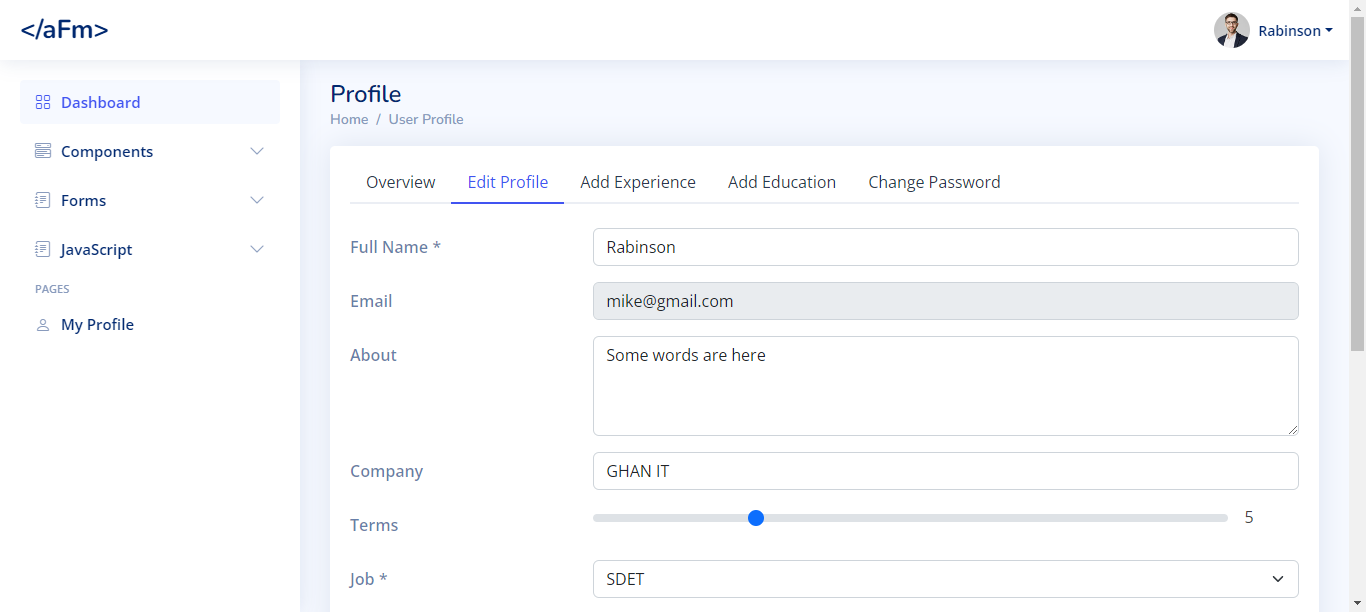 </aFm>
Rabinson
Dashboard
Components
Forms
JavaScript
PAGES
My Profile
Profile
Home / User Profile
Overview Edit Profile Add Experience Add Education Change Password
Full Name * Rabinson
Email mike@gmail.com
About Some words are here
Company GHAN IT
Terms 5
Job * SDET